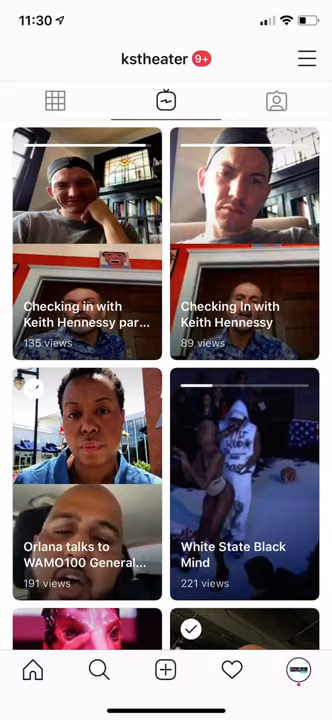 11:30
kstheater 9+
Checking in with
Keith Hennessy par...
135 views
Checking In with
Keith Hennessy
89 views
Orlana talks to
WAMO100 General...
191 views
White State Black
Mind
221 views